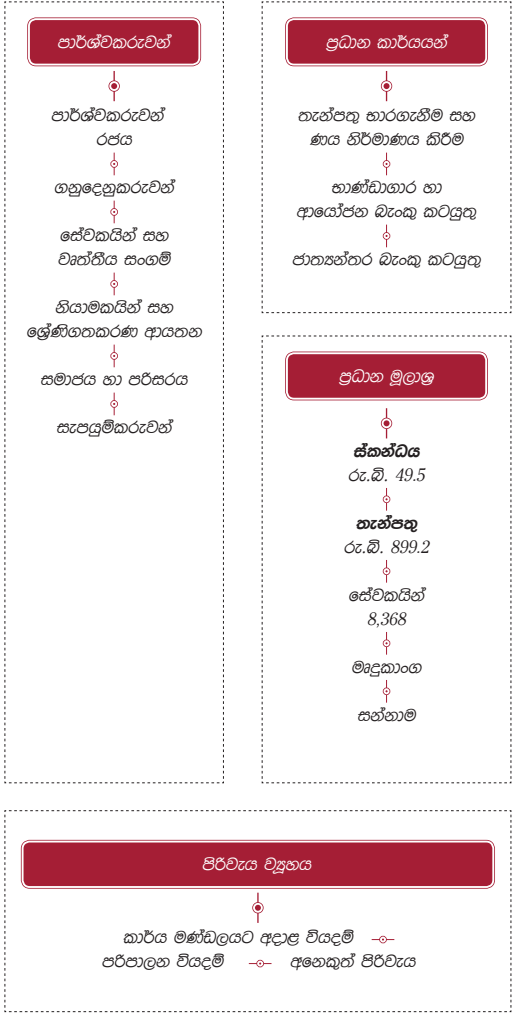 පාර්ශ්වකරුවන්
පාර්ශ්වකරුවන්
රජය
ගනුදෙනුකරුවන්
සේවකයින් සහ
වෘත්තීය සංගම්
නියාමකයින් සහ
ශ්‍රේණිගතකරණ ආයතන
සමාජය හා පරිසරය
සැපයුම්කරුවන්
ප්‍රධාන කාර්යයන්
තැන්පතු භාරගැනීම සහ
ණය නිර්මාණය කිරීම
භාණ්ඩාගාර හා
ආයෝජන බැංකු කටයුතු
ජාත්‍යන්තර බැංකු කටයුතු
ප්‍රධාන මූලාශ්‍ර
ස්කන්ධය
රු.බි. 49.5
තැන්පතු
රු.බි. 899.2
සේවකයින්
8,368
මෘදුකාංග
සන්නාම
පිරිවැය ව්‍යුහය
කාර්ය මණ්ඩලයට අදාළ වියදම්
පරිපාලන වියදම් අනෙකුත් පිරිවැය